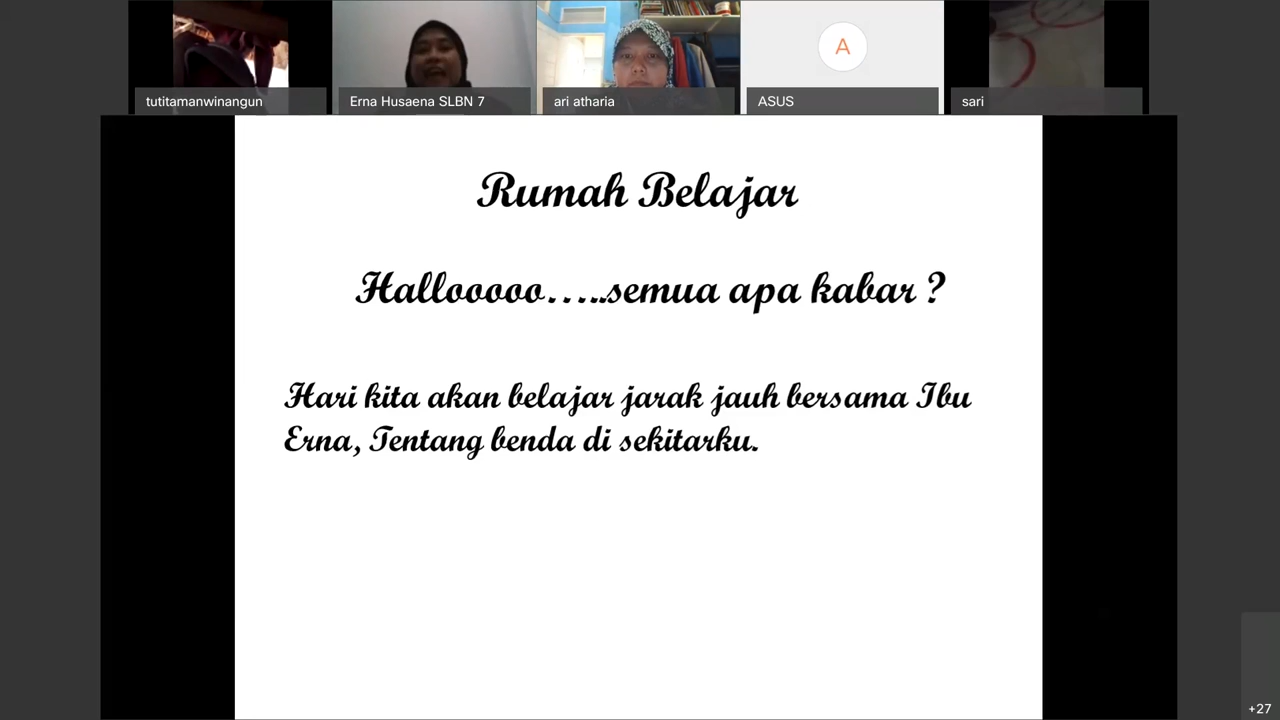 tutitamanwinangun
Erna Husaena SLBN 7
ari atharia
A
ASUS
sari
Rumah Belajar
Hallooooo…..semua apa kabar ?
Hari kita akan belajar jarak jauh bersama Ibu
Erna, Tentang benda di sekitarku.
+27